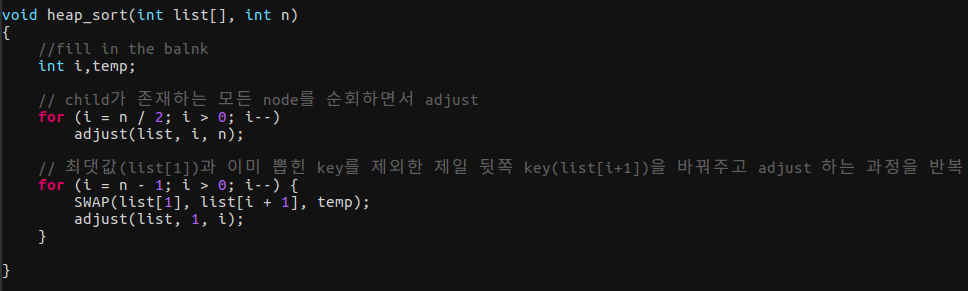 void heap_sort(int list[], int n)
{
    //fill in the balnk
    int i,temp;
    // child가 존재하는 모든 node를 순회하면서 adjust
    for (i = n / 2; i > 0; i--)
        adjust(list, i, n);
    // 최댓값(list[1])과 이미 뽑힌 key를 제외한 제일 뒷쪽 key(list[i+1])을 바꿔주고 adjust 하는 과정을 반복
    for (i = n - 1; i > 0; i--) {
        SWAP(list[1], list[i + 1], temp);
        adjust(list, 1, i);
    }
}